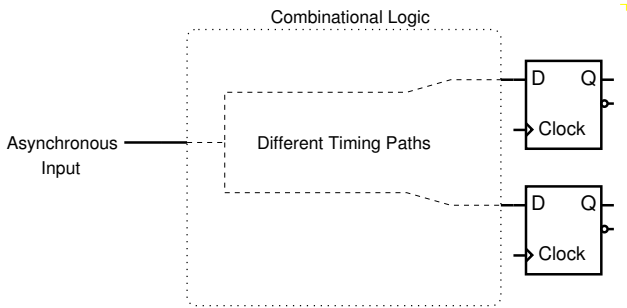 Combinational Logic
D Q
Clock
Asynchronous
Input
Different Timing Paths
D Q
Clock